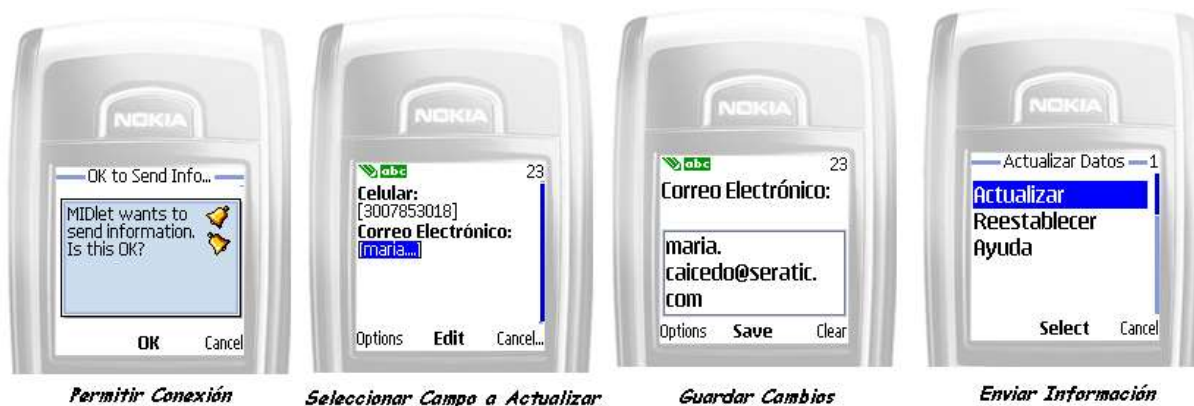 NOKIA
OK to Send Info...
MIDlet wants to
send information.
Is this OK?
OK Cancel
Permitir Conexión
NOKIA
abc 23
Celular:
[3007853018]
Correo Electrónico:
[maria....]
Options Edit Cancel...
Seleccionar Campo a Actualizar
NOKIA
abc 23
Correo Electrónico:
maria.
caicedo@seratic.
com
Options Save Clear
Guardar Cambios
NOKIA
Actualizar Datos 1
Actualizar
Reestablecer
Ayuda
Select Cancel
Enviar Información